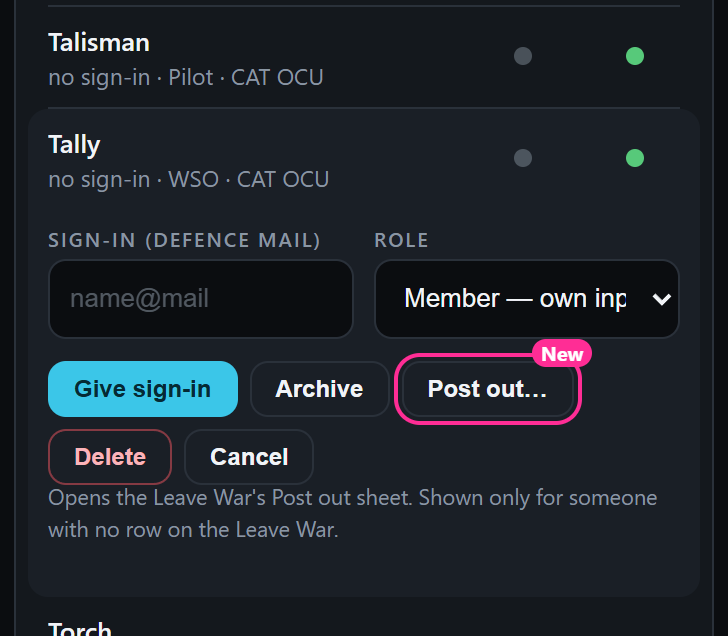 Talisman
no sign-in · Pilot · CAT OCU
Tally
no sign-in · WSO · CAT OCU
SIGN-IN (DEFENCE MAIL) ROLE
name@mail Member — own inp
New
Give sign-in Archive Post out...
Delete Cancel
Opens the Leave War's Post out sheet. Shown only for someone
with no row on the Leave War.
Torch